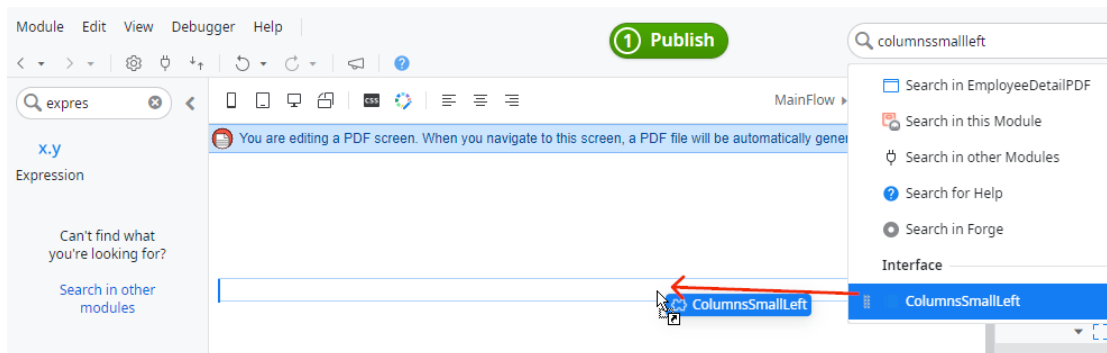 Module Edit View Debugger Help
1 Publish
columnssmallleft
expres
css
MainFlow
Search in EmployeeDetailPDF
Search in this Module
Search in other Modules
Search for Help
Search in Forge
Interface
ColumnsSmallLeft
You are editing a PDF screen. When you navigate to this screen, a PDF file will be automatically gener
x.y
Expression
Can't find what
you're looking for?
Search in other
modules
ColumnsSmallLeft